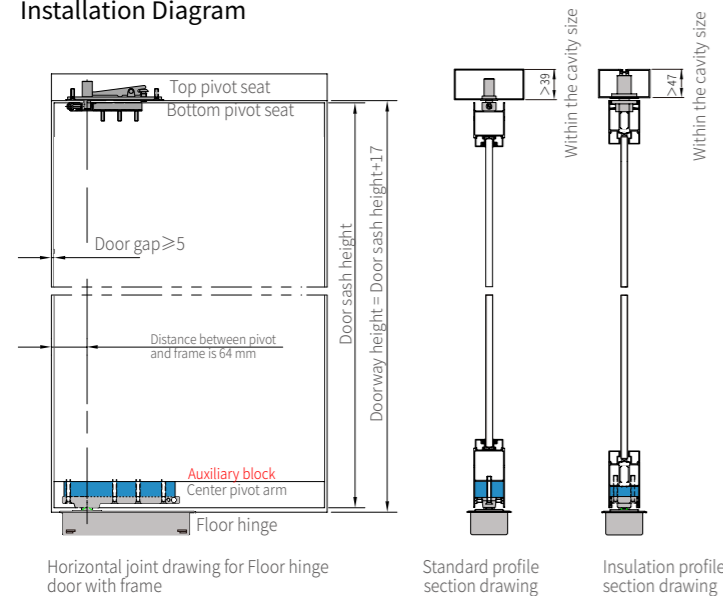 Installation Diagram
Top pivot seat
Bottom pivot seat
Door gap≥5
Distance between pivot
and frame is 64 mm
Door sash height
Doorway height = Door sash height+17
Auxiliary block
Center pivot arm
Floor hinge
Horizontal joint drawing for Floor hinge
door with frame
>39
Within the cavity size
Standard profile
section drawing
>47
Within the cavity size
Insulation profile
section drawing